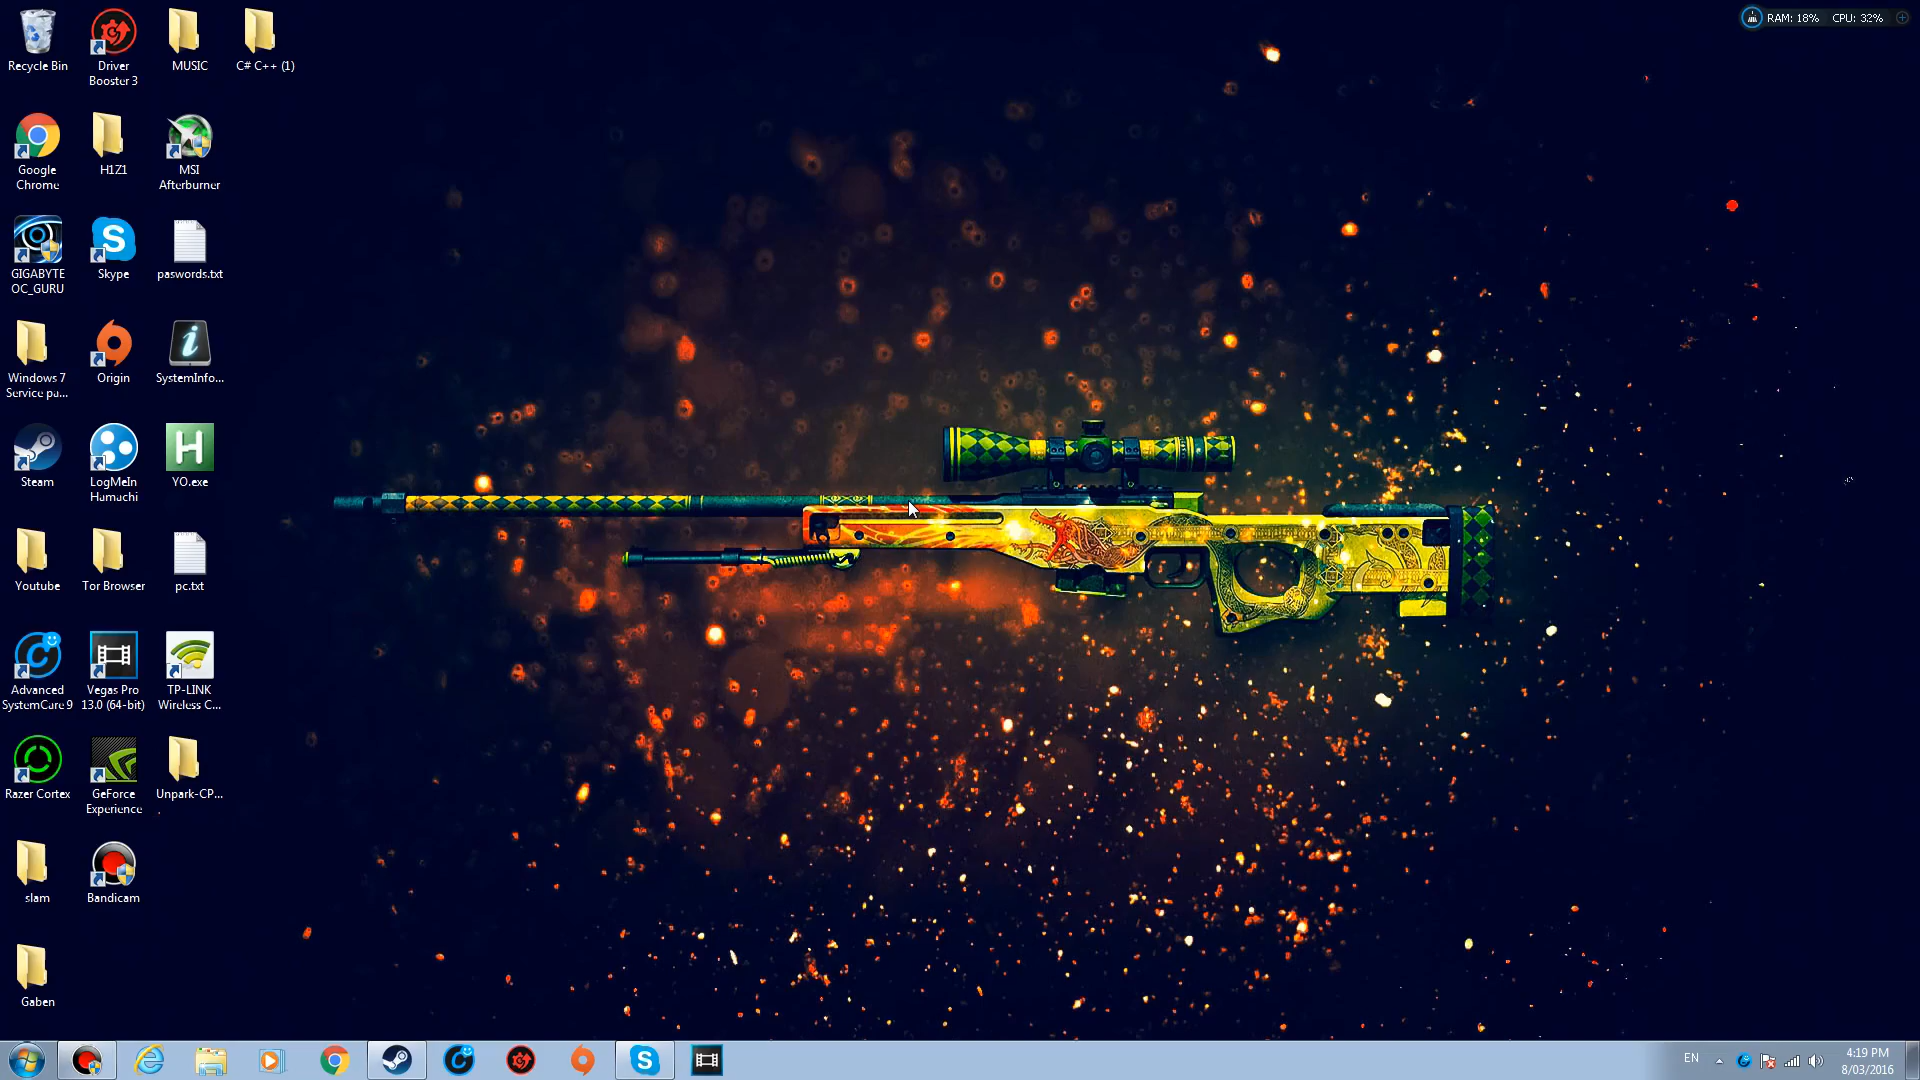 RAM: 18% CPU: 32%
Recycle Bin
Driver
Booster 3
MUSIC
C# C++ (1)
Google
Chrome
H1Z1
MSI
Afterburner
GIGABYTE
OC_GURU
Skype
paswords.txt
Windows 7
Service pa...
Origin
SystemInfo...
Steam
LogMeIn
Hamachi
YO.exe
Youtube
Tor Browser
pc.txt
Advanced
SystemCare 9
Vegas Pro
13.0 (64-bit)
TP-LINK
Wireless C...
Razer Cortex
GeForce
Experience
Unpark-CP...
slam
Bandicam
Gaben
EN
4:19 PM
8/03/2016